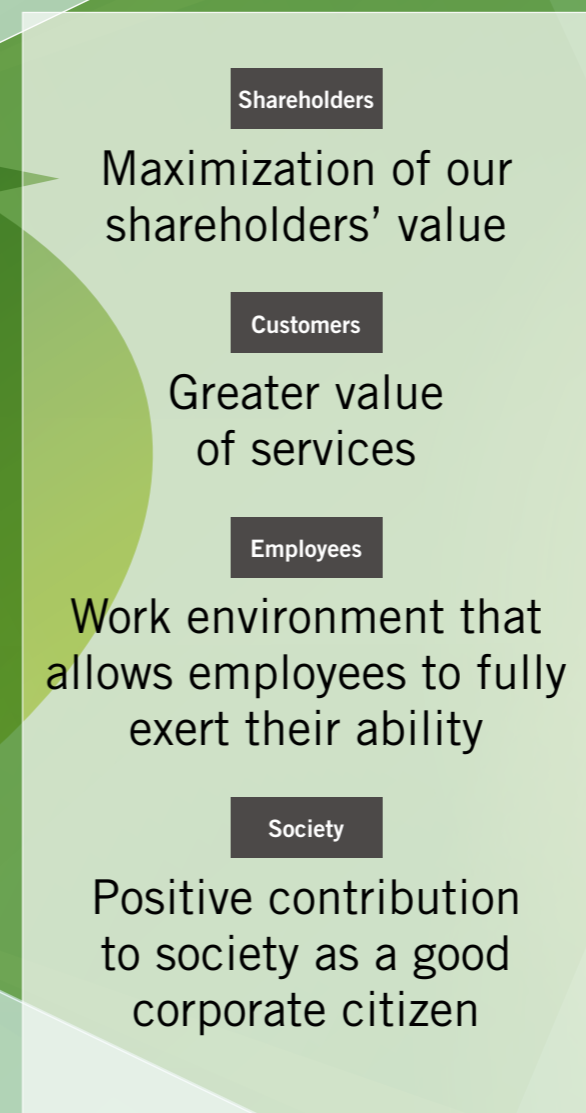 Shareholders
Maximization of our
shareholders’ value
Customers
Greater value
of services
Employees
Work environment that
allows employees to fully
exert their ability
Society
Positive contribution
to society as a good
corporate citizen